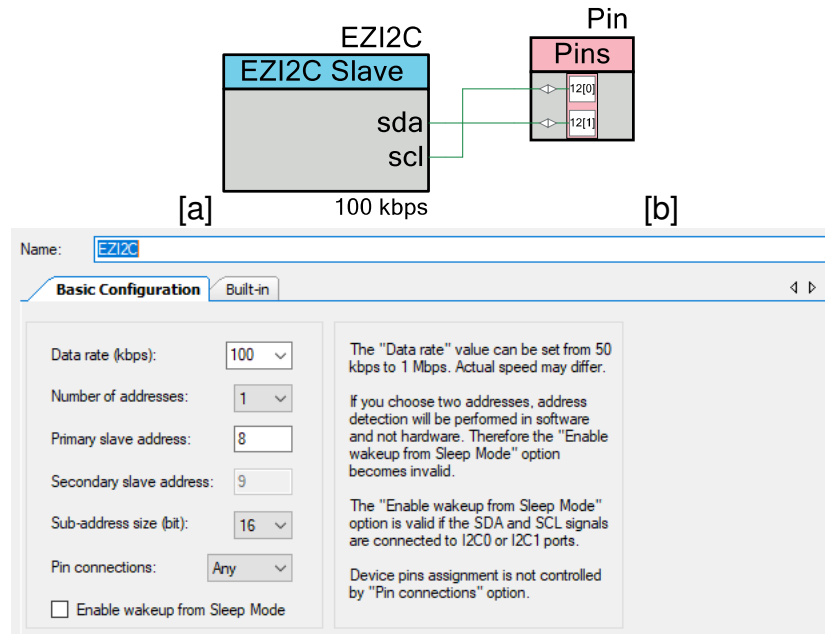 EZI2C
Pin
EZI2C Slave
Pins
12[0]
sda
12[1]
scl
[a]
100 kbps
[b]
Name:
EZI2C
Basic Configuration
Built-in
Data rate (kbps):
100
Number of addresses:
1
Primary slave address:
8
Secondary slave address:
9
Sub-address size (bit):
16
Pin connections:
Any
Enable wakeup from Sleep Mode
The "Data rate" value can be set from 50
kbps to 1 Mbps. Actual speed may differ.
If you choose two addresses, address
detection will be performed in software
and not hardware. Therefore the "Enable
wakeup from Sleep Mode" option
becomes invalid.
The "Enable wakeup from Sleep Mode"
option is valid if the SDA and SCL signals
are connected to I2C0 or I2C1 ports.
Device pins assignment is not controlled
by "Pin connections" option.